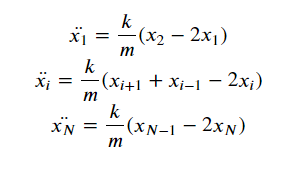 ẍ₁ = k/m (x₂ − 2x₁)
ẍᵢ = k/m (xᵢ₊₁ + xᵢ₋₁ − 2xᵢ)
ẍ_N = k/m (x_{N−1} − 2x_N)